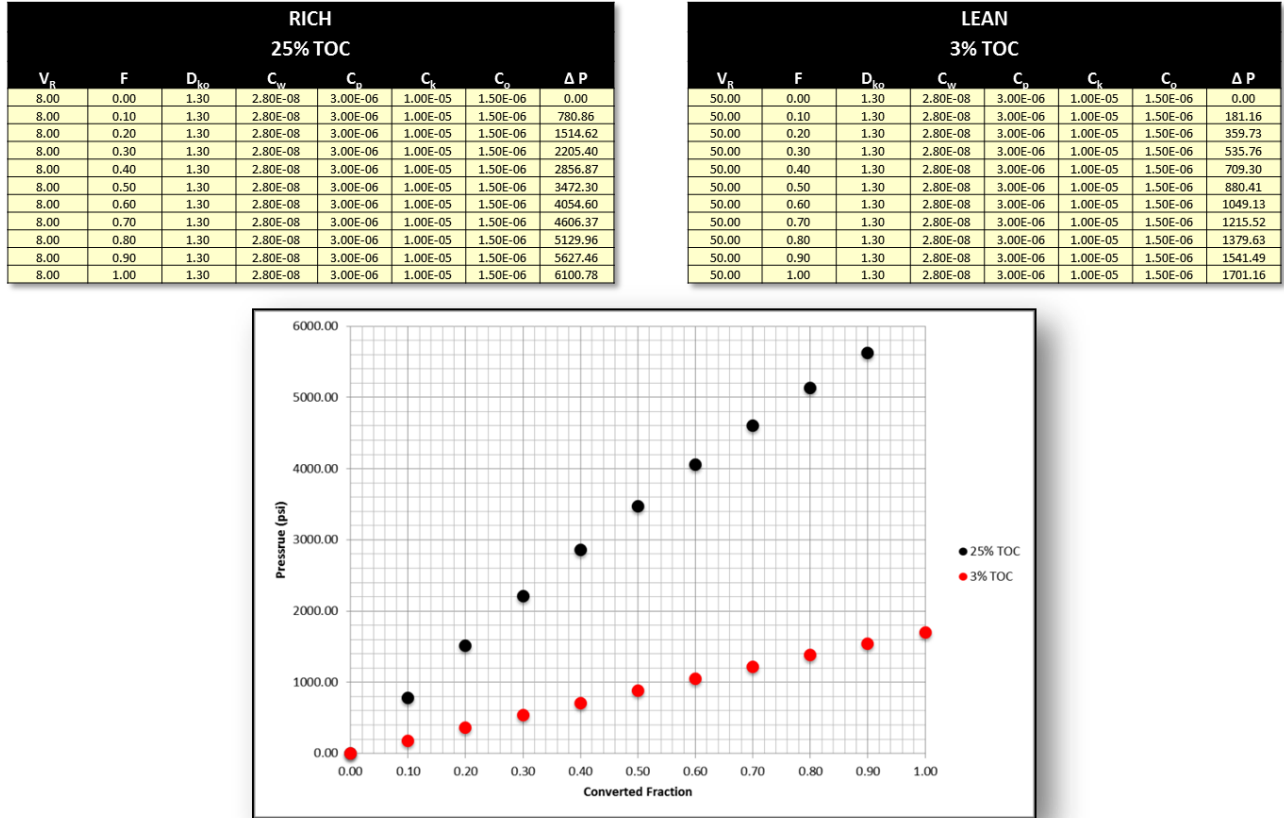 RICH
25% TOC
V_R F D_ko C_w C_p C_k C_o Δ P
8.00 0.00 1.30 2.80E-08 3.00E-06 1.00E-05 1.50E-06 0.00
8.00 0.10 1.30 2.80E-08 3.00E-06 1.00E-05 1.50E-06 780.86
8.00 0.20 1.30 2.80E-08 3.00E-06 1.00E-05 1.50E-06 1514.62
8.00 0.30 1.30 2.80E-08 3.00E-06 1.00E-05 1.50E-06 2205.40
8.00 0.40 1.30 2.80E-08 3.00E-06 1.00E-05 1.50E-06 2856.87
8.00 0.50 1.30 2.80E-08 3.00E-06 1.00E-05 1.50E-06 3472.30
8.00 0.60 1.30 2.80E-08 3.00E-06 1.00E-05 1.50E-06 4054.60
8.00 0.70 1.30 2.80E-08 3.00E-06 1.00E-05 1.50E-06 4606.37
8.00 0.80 1.30 2.80E-08 3.00E-06 1.00E-05 1.50E-06 5129.96
8.00 0.90 1.30 2.80E-08 3.00E-06 1.00E-05 1.50E-06 5627.46
8.00 1.00 1.30 2.80E-08 3.00E-06 1.00E-05 1.50E-06 6100.78
LEAN
3% TOC
V_R F D_ko C_w C_p C_k C_o Δ P
50.00 0.00 1.30 2.80E-08 3.00E-06 1.00E-05 1.50E-06 0.00
50.00 0.10 1.30 2.80E-08 3.00E-06 1.00E-05 1.50E-06 181.16
50.00 0.20 1.30 2.80E-08 3.00E-06 1.00E-05 1.50E-06 359.73
50.00 0.30 1.30 2.80E-08 3.00E-06 1.00E-05 1.50E-06 535.76
50.00 0.40 1.30 2.80E-08 3.00E-06 1.00E-05 1.50E-06 709.30
50.00 0.50 1.30 2.80E-08 3.00E-06 1.00E-05 1.50E-06 880.41
50.00 0.60 1.30 2.80E-08 3.00E-06 1.00E-05 1.50E-06 1049.13
50.00 0.70 1.30 2.80E-08 3.00E-06 1.00E-05 1.50E-06 1215.52
50.00 0.80 1.30 2.80E-08 3.00E-06 1.00E-05 1.50E-06 1379.63
50.00 0.90 1.30 2.80E-08 3.00E-06 1.00E-05 1.50E-06 1541.49
50.00 1.00 1.30 2.80E-08 3.00E-06 1.00E-05 1.50E-06 1701.16
6000.00
5000.00
4000.00
3000.00
2000.00
1000.00
0.00
Pressrue (psi)
0.00 0.10 0.20 0.30 0.40 0.50 0.60 0.70 0.80 0.90 1.00
Converted Fraction
25% TOC
3% TOC